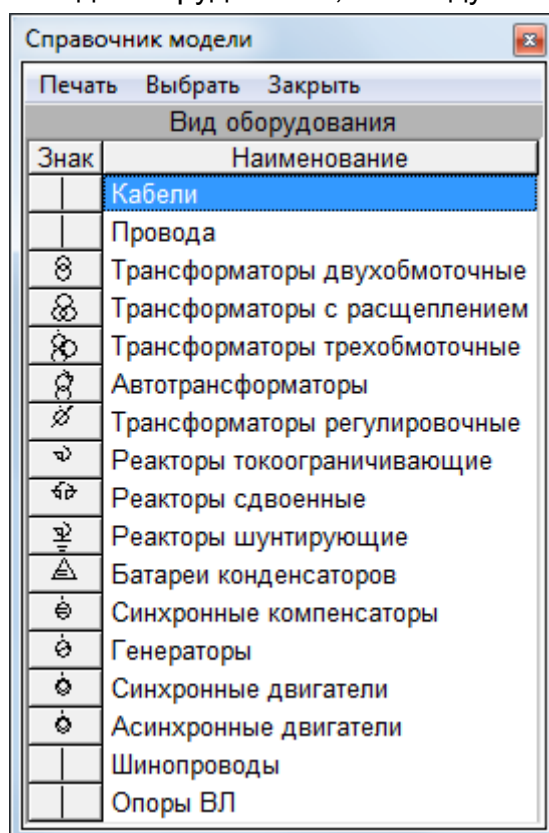 Справочник модели
Печать Выбрать Закрыть
Вид оборудования
Знак Наименование
Кабели
Провода
Трансформаторы двухобмоточные
Трансформаторы с расщеплением
Трансформаторы трехобмоточные
Автотрансформаторы
Трансформаторы регулировочные
Реакторы токоограничивающие
Реакторы сдвоенные
Реакторы шунтирующие
Батареи конденсаторов
Синхронные компенсаторы
Генераторы
Синхронные двигатели
Асинхронные двигатели
Шинопроводы
Опоры ВЛ